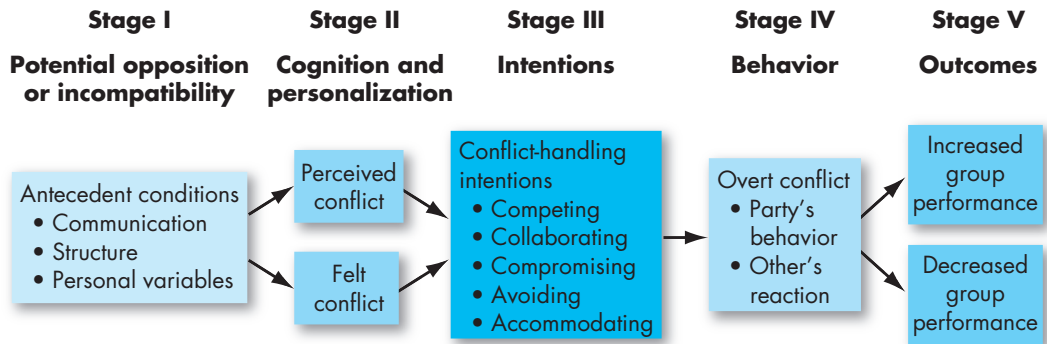 Stage I
Stage II
Stage III
Stage IV
Stage V
Potential opposition
or incompatibility
Cognition and
personalization
Intentions
Behavior
Outcomes
Antecedent conditions
• Communication
• Structure
• Personal variables
Perceived
conflict
Felt
conflict
Conflict-handling
intentions
• Competing
• Collaborating
• Compromising
• Avoiding
• Accommodating
Overt conflict
• Party's
behavior
• Other's
reaction
Increased
group
performance
Decreased
group
performance